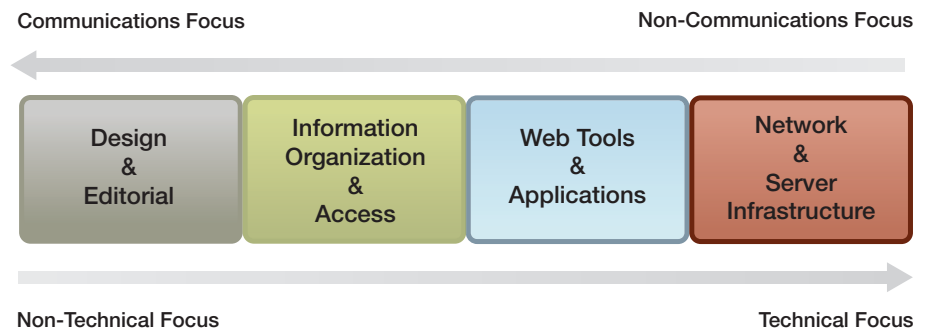 Communications Focus
Non-Communications Focus
Design
&
Editorial
Information
Organization
&
Access
Web Tools
&
Applications
Network
&
Server
Infrastructure
Non-Technical Focus
Technical Focus